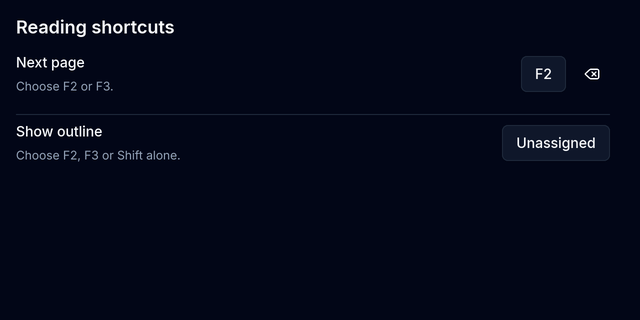 Reading shortcuts
Next page
Choose F2 or F3.
F2
Show outline
Choose F2, F3 or Shift alone.
Unassigned